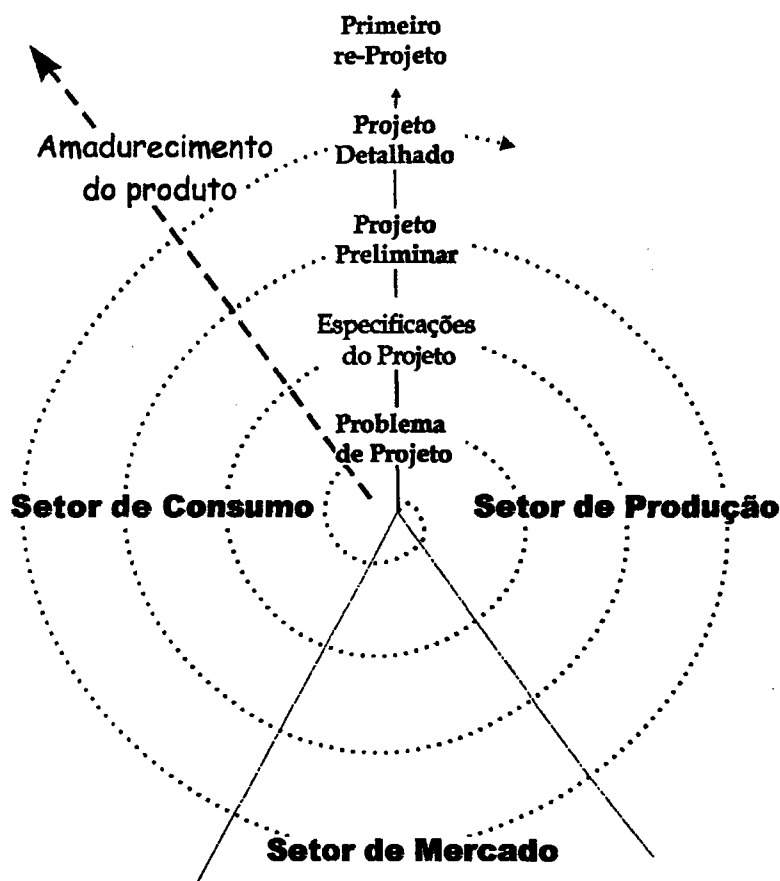 Primeiro
re-Projeto
Projeto
Detalhado
Amadurecimento
do produto
Projeto
Preliminar
Especificações
do Projeto
Problema
de Projeto
Setor de Consumo
Setor de Produção
Setor de Mercado